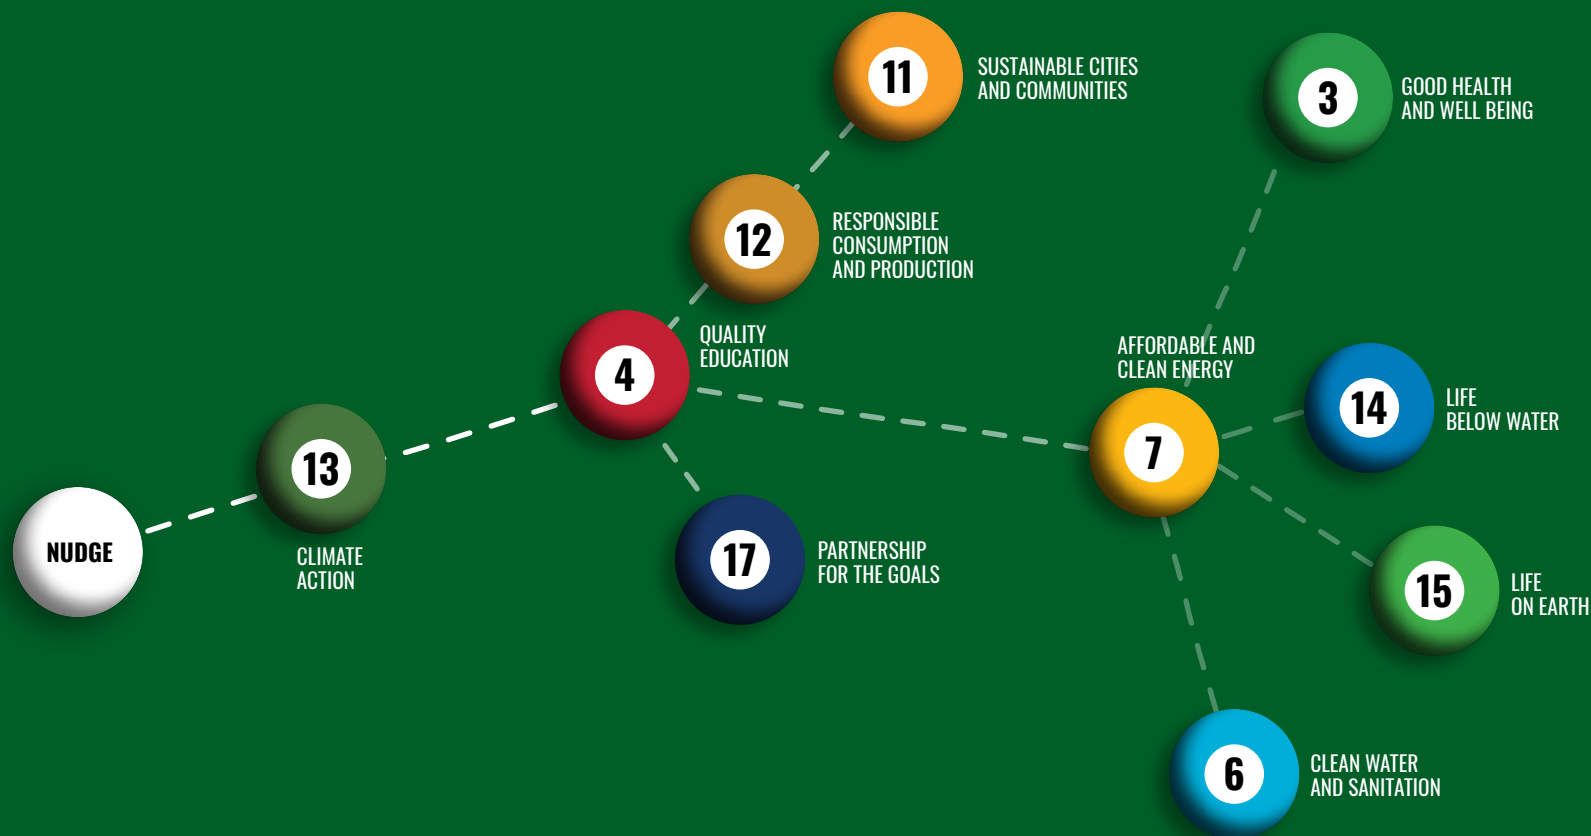 11
SUSTAINABLE CITIES
AND COMMUNITIES
3
GOOD HEALTH
AND WELL BEING
12
RESPONSIBLE
CONSUMPTION
AND PRODUCTION
4
QUALITY
EDUCATION
AFFORDABLE AND
CLEAN ENERGY
7
14
LIFE
BELOW WATER
13
CLIMATE
ACTION
NUDGE
17
PARTNERSHIP
FOR THE GOALS
15
LIFE
ON EARTH
6
CLEAN WATER
AND SANITATION